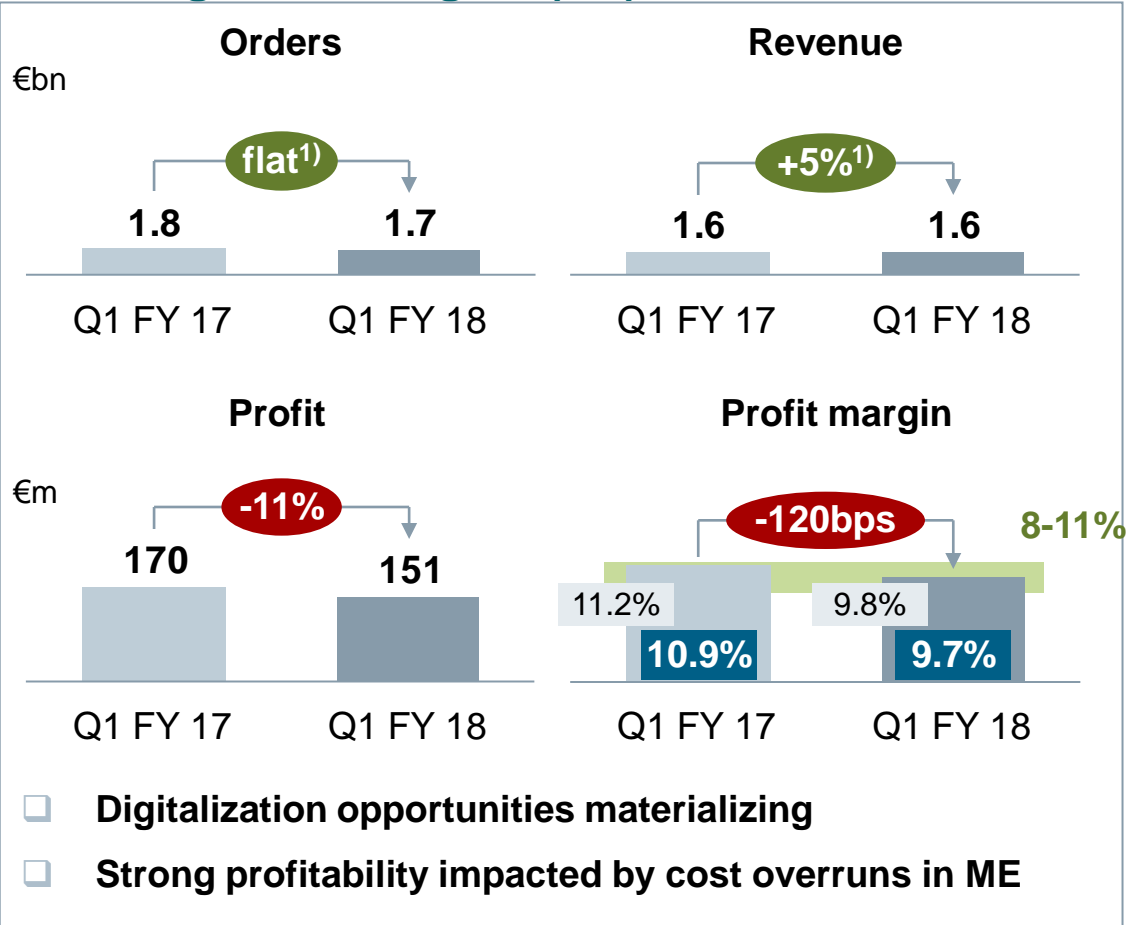 Orders
Revenue
€bn
flat1)
+5%1)
1.8
1.7
1.6
1.6
Q1 FY 17
Q1 FY 18
Q1 FY 17
Q1 FY 18
Profit
Profit margin
€m
-11%
-120bps
8-11%
170
151
11.2%
9.8%
10.9%
9.7%
Q1 FY 17
Q1 FY 18
Q1 FY 17
Q1 FY 18
Digitalization opportunities materializing
Strong profitability impacted by cost overruns in ME